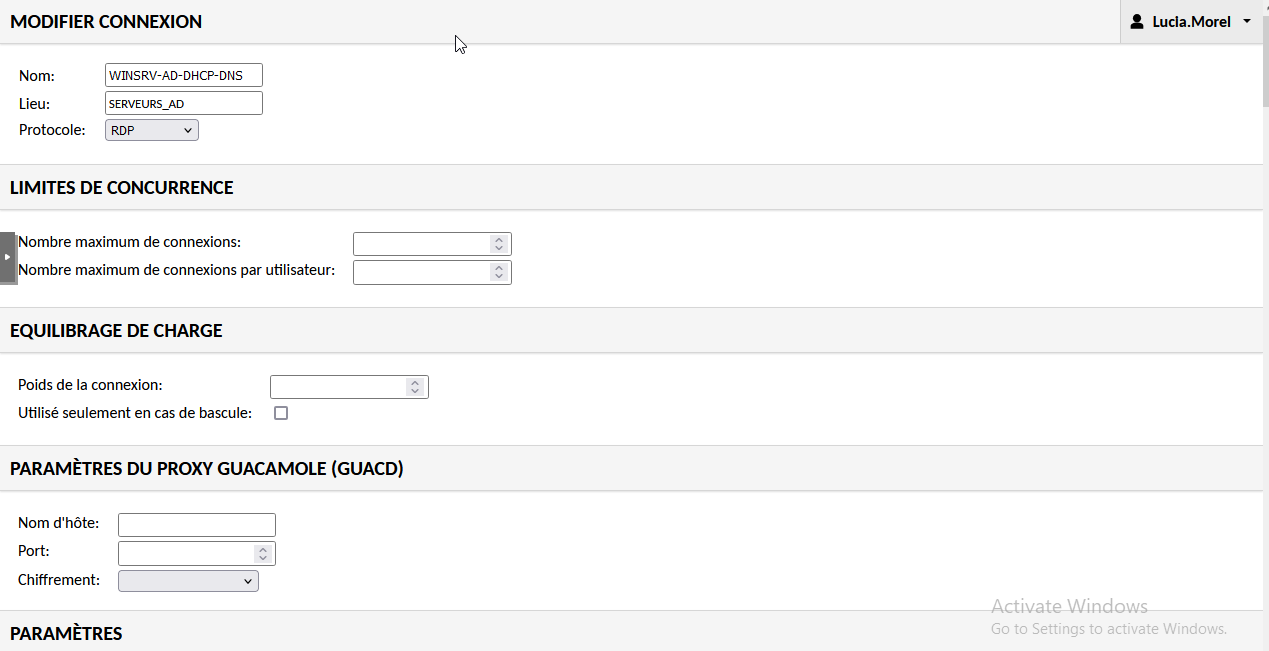 MODIFIER CONNEXION
Lucia.Morel
Nom: WINSRV-AD-DHCP-DNS
Lieu: SERVEURS_AD
Protocole: RDP
LIMITES DE CONCURRENCE
Nombre maximum de connexions:
Nombre maximum de connexions par utilisateur:
EQUILIBRAGE DE CHARGE
Poids de la connexion:
Utilisé seulement en cas de bascule:
PARAMÈTRES DU PROXY GUACAMOLE (GUACD)
Nom d'hôte:
Port:
Chiffrement:
Activate Windows
Go to Settings to activate Windows.
PARAMÈTRES